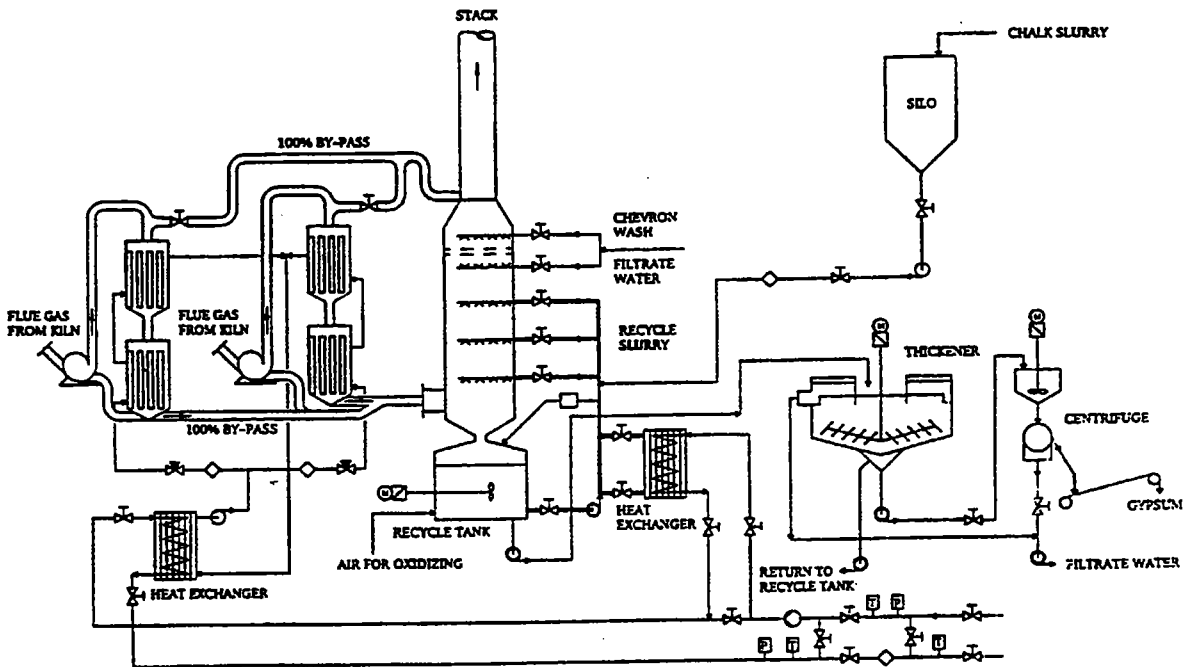 STACK
CHALK SLURRY
SILO
100% BY-PASS
CHEVRON
WASH
FILTRATE
WATER
FLUE GAS
FROM KILN
FLUE GAS
FROM KILN
RECYCLE
SLURRY
M
THICKENER
M
CENTRIFUGE
100% BY-PASS
GYPSUM
M
RECYCLE TANK
HEAT
EXCHANGER
AIR FOR OXIDIZING
RETURN TO
RECYCLE TANK
FILTRATE WATER
HEAT EXCHANGER
T P
P T T